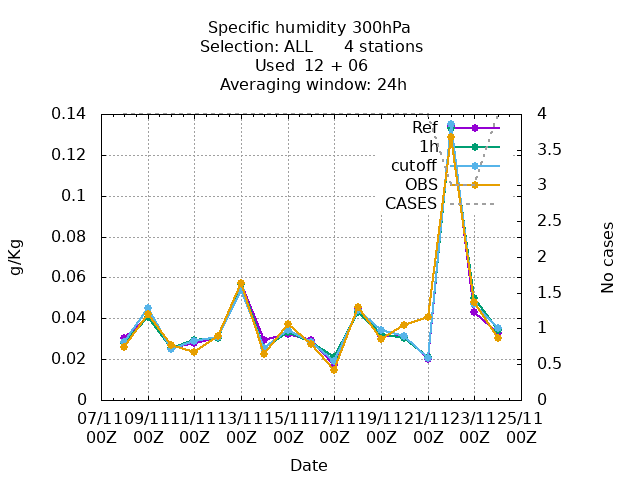 Specific humidity 300hPa
Selection: ALL      4 stations
Used  12 + 06
Averaging window: 24h
g/Kg
No cases
0.14
0.12
0.1
0.08
0.06
0.04
0.02
0
4
3.5
3
2.5
2
1.5
1
0.5
0
Ref
1h
cutoff
OBS
CASES
07/11 09/11 11/11 13/11 15/11 17/11 19/11 21/11 23/11 25/11
00Z 00Z 00Z 00Z 00Z 00Z 00Z 00Z 00Z 00Z
Date